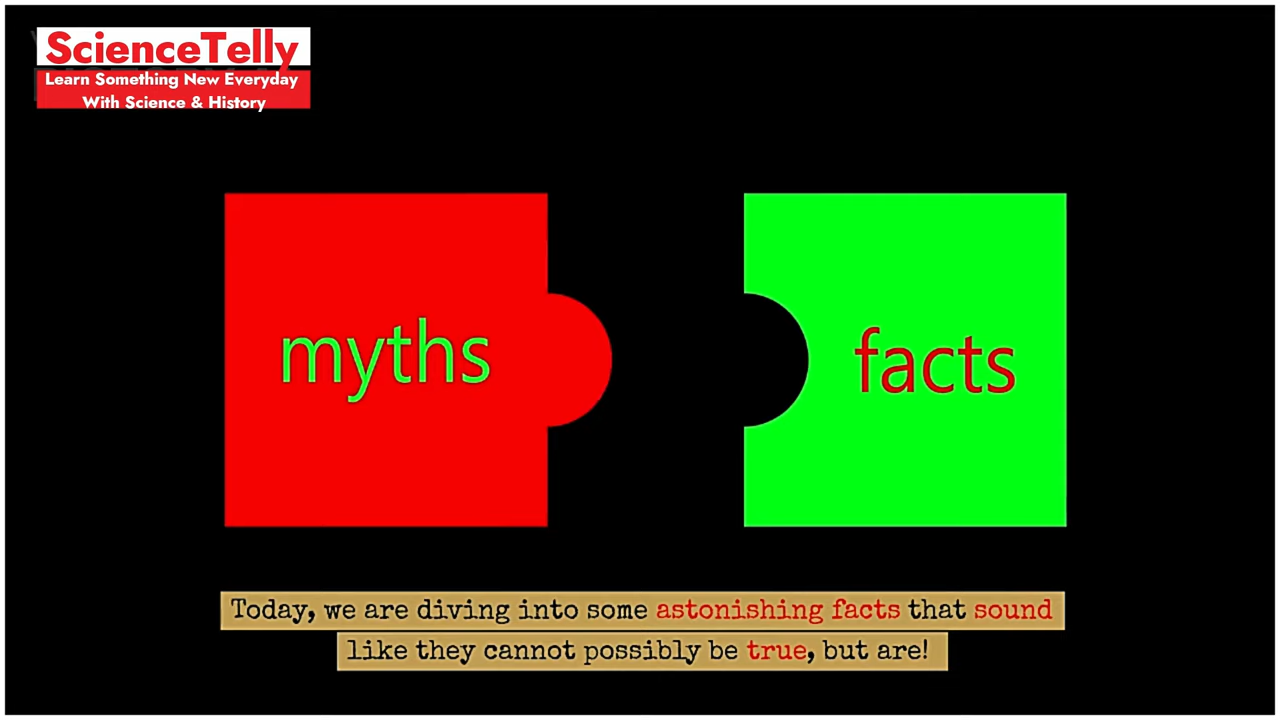 ScienceTelly
Learn Something New Everyday
With Science & History
myths
facts
Today, we are diving into some astonishing facts that sound
like they cannot possibly be true, but are!